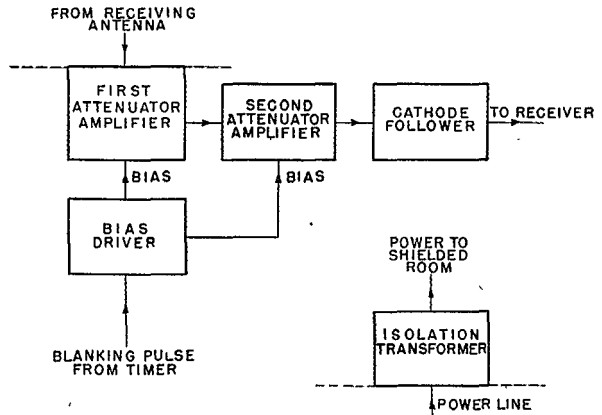 FROM RECEIVING
ANTENNA
FIRST
ATTENUATOR
AMPLIFIER
SECOND
ATTENUATOR
AMPLIFIER
CATHODE
FOLLOWER
TO RECEIVER
BIAS
BIAS
BIAS
DRIVER
BLANKING PULSE
FROM TIMER
POWER TO
SHIELDED
ROOM
ISOLATION
TRANSFORMER
POWER LINE